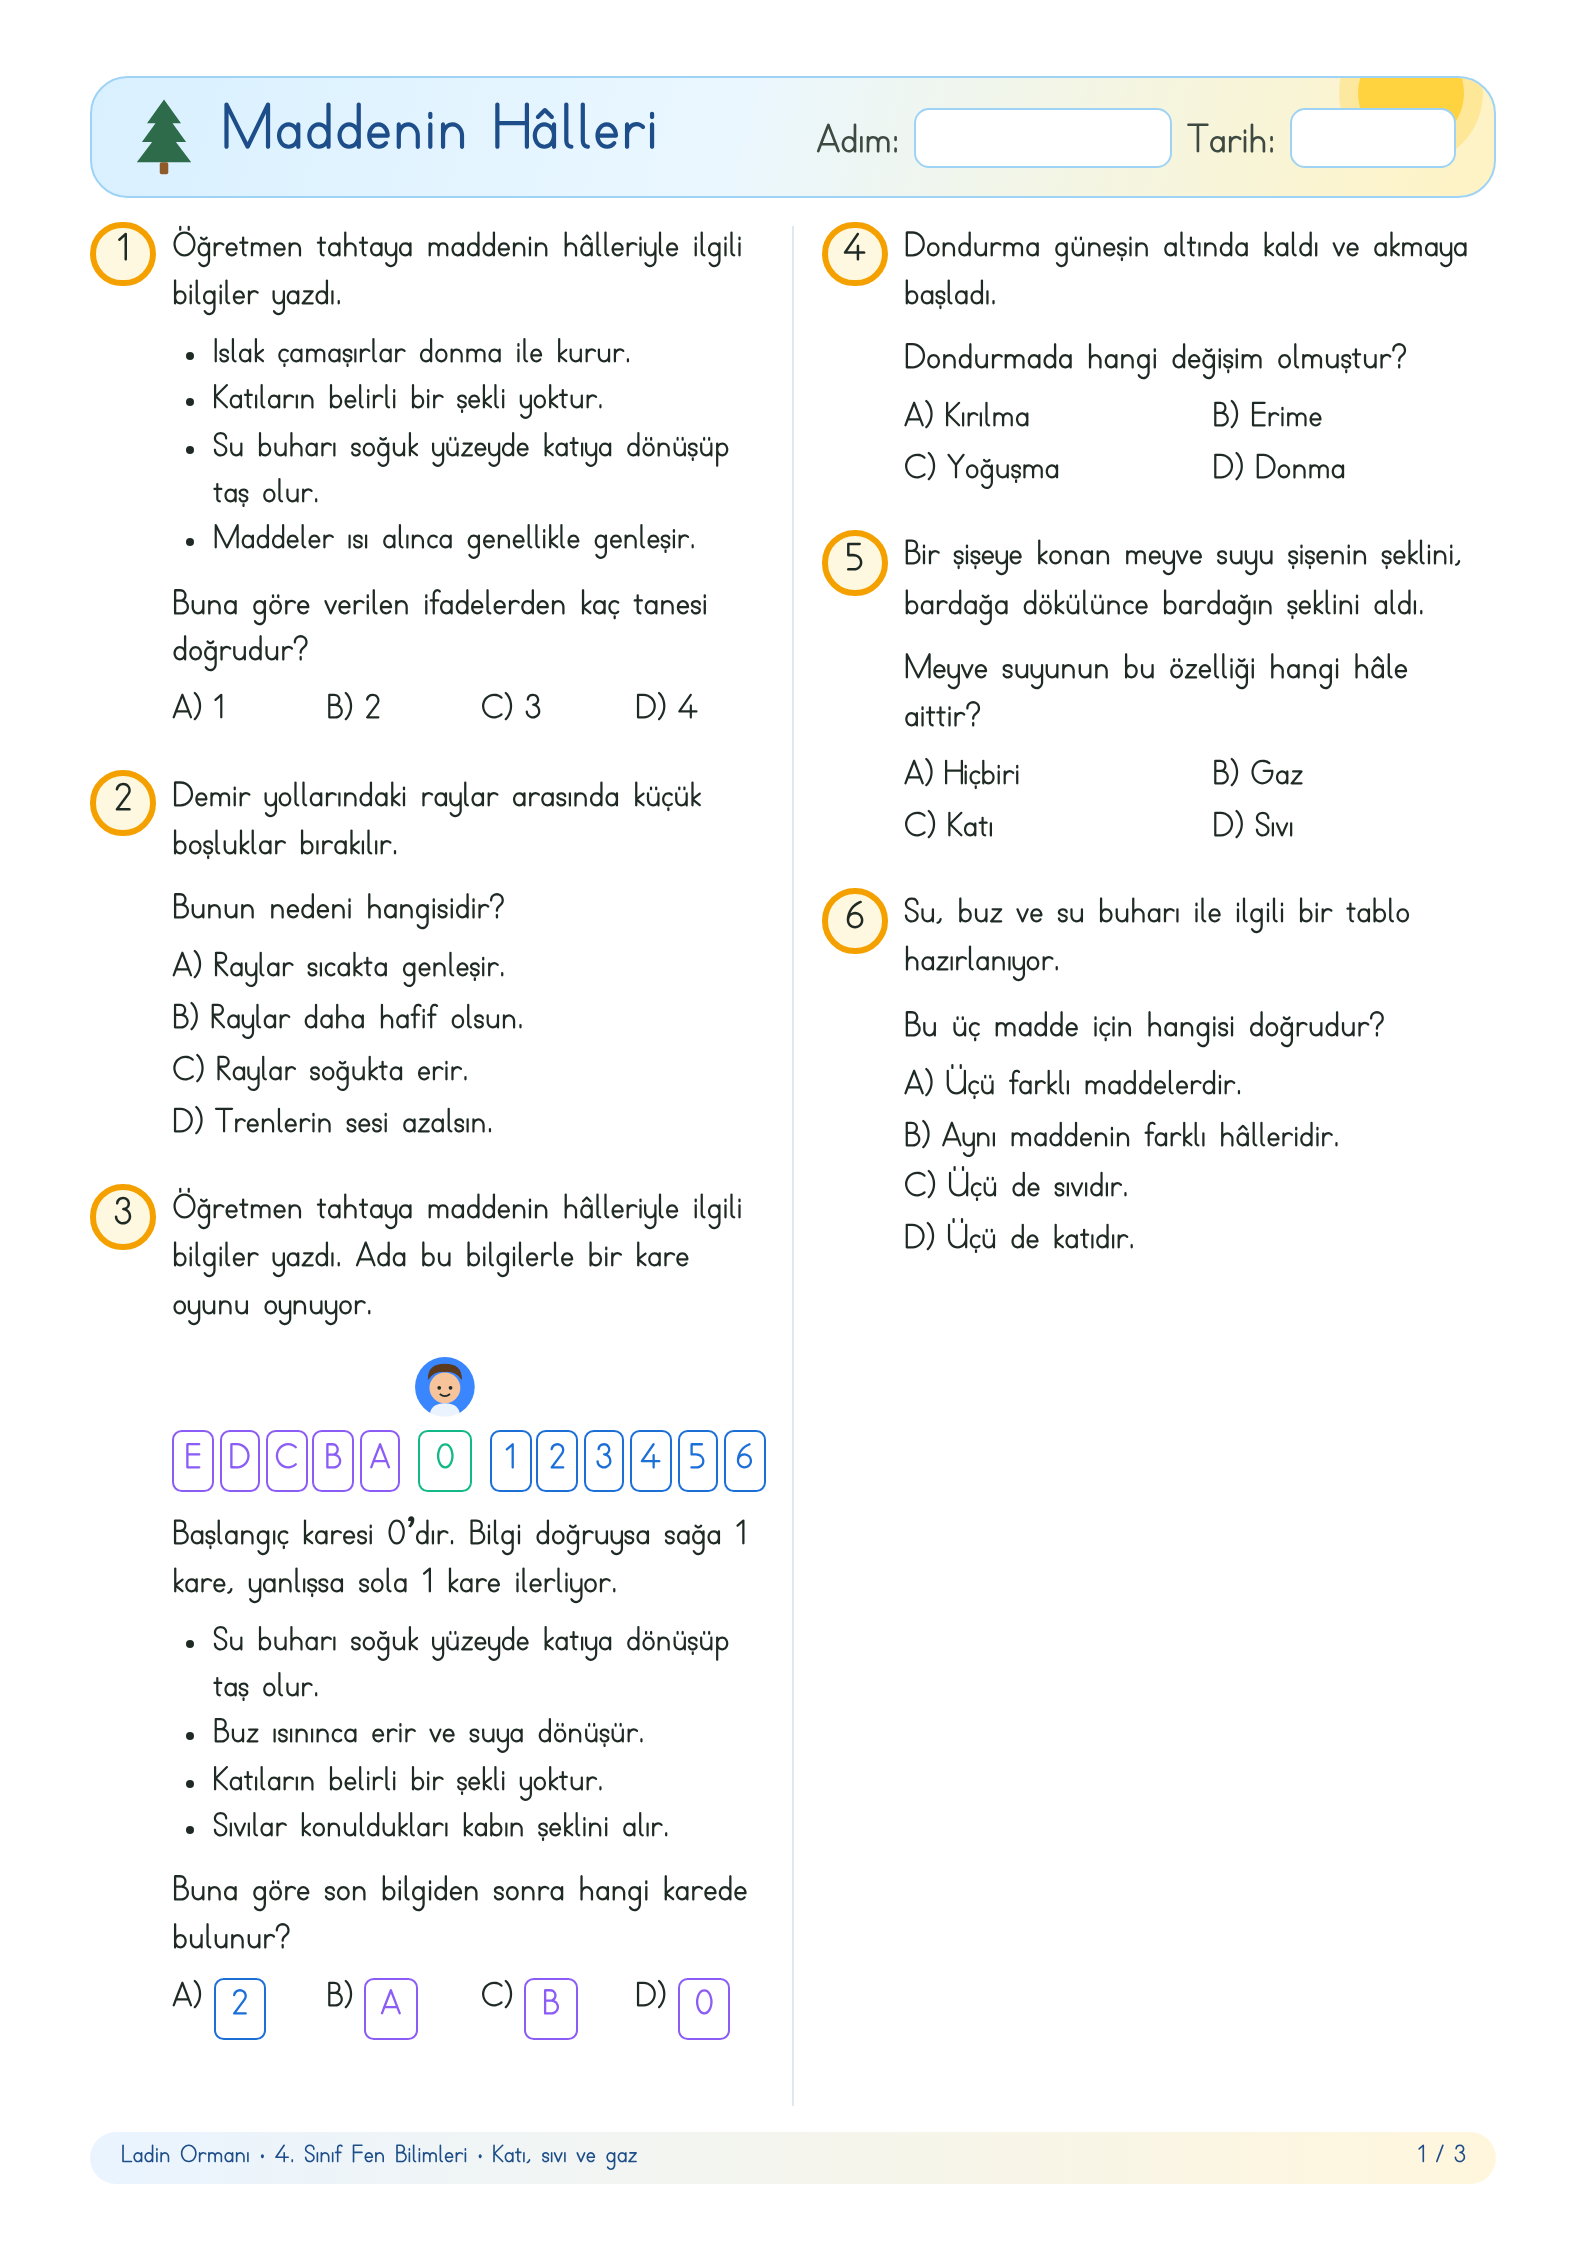 Maddenin Hâlleri
Adım:
Tarih:
1
Öğretmen tahtaya maddenin hâlleriyle ilgili
bilgiler yazdı.
• Islak çamaşırlar donma ile kurur.
• Katıların belirli bir şekli yoktur.
• Su buharı soğuk yüzeyde katıya dönüşüp
taş olur.
• Maddeler ısı alınca genellikle genleşir.
Buna göre verilen ifadelerden kaç tanesi
doğrudur?
A) 1 B) 2 C) 3 D) 4
2
Demir yollarındaki raylar arasında küçük
boşluklar bırakılır.
Bunun nedeni hangisidir?
A) Raylar sıcakta genleşir.
B) Raylar daha hafif olsun.
C) Raylar soğukta erir.
D) Trenlerin sesi azalsın.
3
Öğretmen tahtaya maddenin hâlleriyle ilgili
bilgiler yazdı. Ada bu bilgilerle bir kare
oyunu oynuyor.
E D C B A 0 1 2 3 4 5 6
Başlangıç karesi 0’dır. Bilgi doğruysa sağa 1
kare, yanlışsa sola 1 kare ilerliyor.
• Su buharı soğuk yüzeyde katıya dönüşüp
taş olur.
• Buz ısınınca erir ve suya dönüşür.
• Katıların belirli bir şekli yoktur.
• Sıvılar konuldukları kabın şeklini alır.
Buna göre son bilgiden sonra hangi karede
bulunur?
A) 2 B) A C) B D) 0
4
Dondurma güneşin altında kaldı ve akmaya
başladı.
Dondurmada hangi değişim olmuştur?
A) Kırılma B) Erime
C) Yoğuşma D) Donma
5
Bir şişeye konan meyve suyu şişenin şeklini,
bardağa dökülünce bardağın şeklini aldı.
Meyve suyunun bu özelliği hangi hâle
aittir?
A) Hiçbiri B) Gaz
C) Katı D) Sıvı
6
Su, buz ve su buharı ile ilgili bir tablo
hazırlanıyor.
Bu üç madde için hangisi doğrudur?
A) Üçü farklı maddelerdir.
B) Aynı maddenin farklı hâlleridir.
C) Üçü de sıvıdır.
D) Üçü de katıdır.
Ladin Ormanı • 4. Sınıf Fen Bilimleri • Katı, sıvı ve gaz
1 / 3